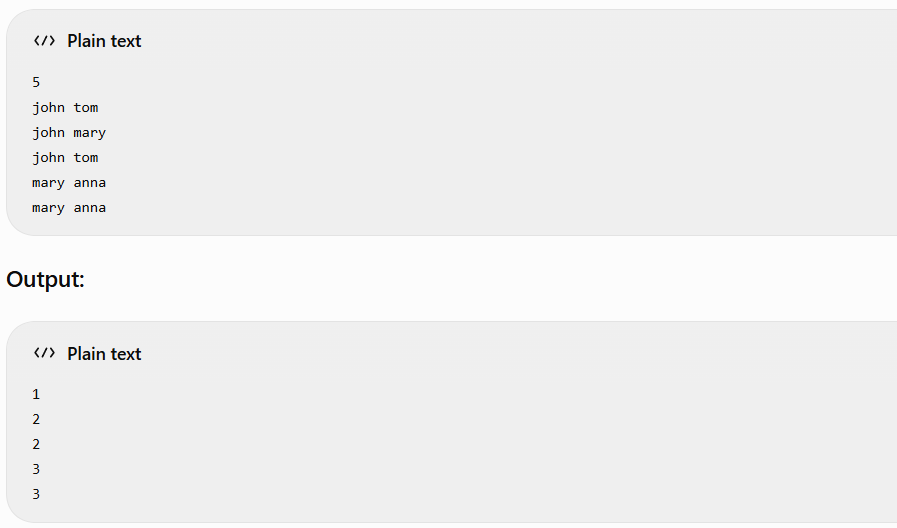 </> Plain text
5
john tom
john mary
john tom
mary anna
mary anna
Output:
</> Plain text
1
2
2
3
3